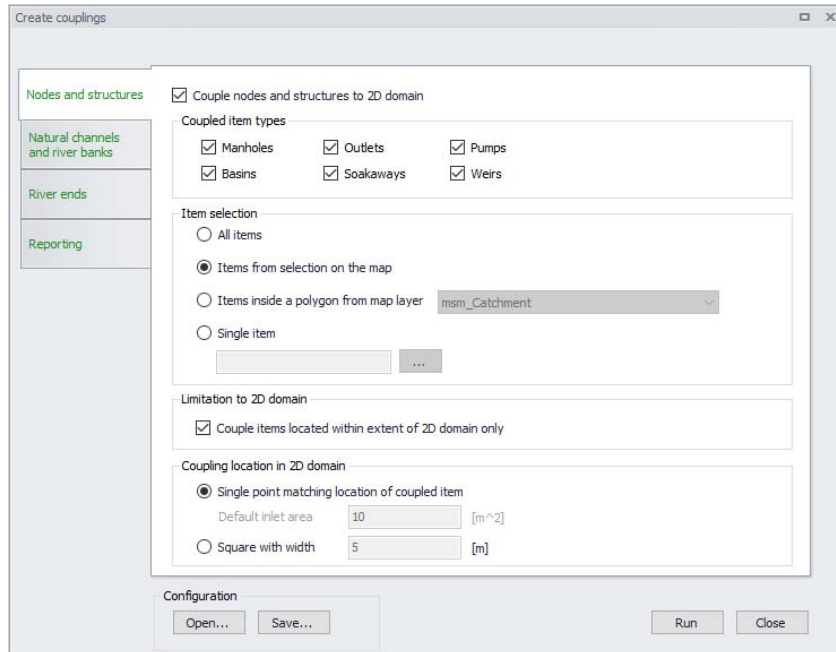 Create couplings
Nodes and structures
Natural channels
and river banks
River ends
Reporting
Couple nodes and structures to 2D domain
Coupled item types
Manholes Outlets Pumps
Basins Soakaways Weirs
Item selection
All items
Items from selection on the map
Items inside a polygon from map layer msm_Catchment
Single item
...
Limitation to 2D domain
Couple items located within extent of 2D domain only
Coupling location in 2D domain
Single point matching location of coupled item
Default inlet area 10 [m^2]
Square with width 5 [m]
Configuration
Open... Save... Run Close